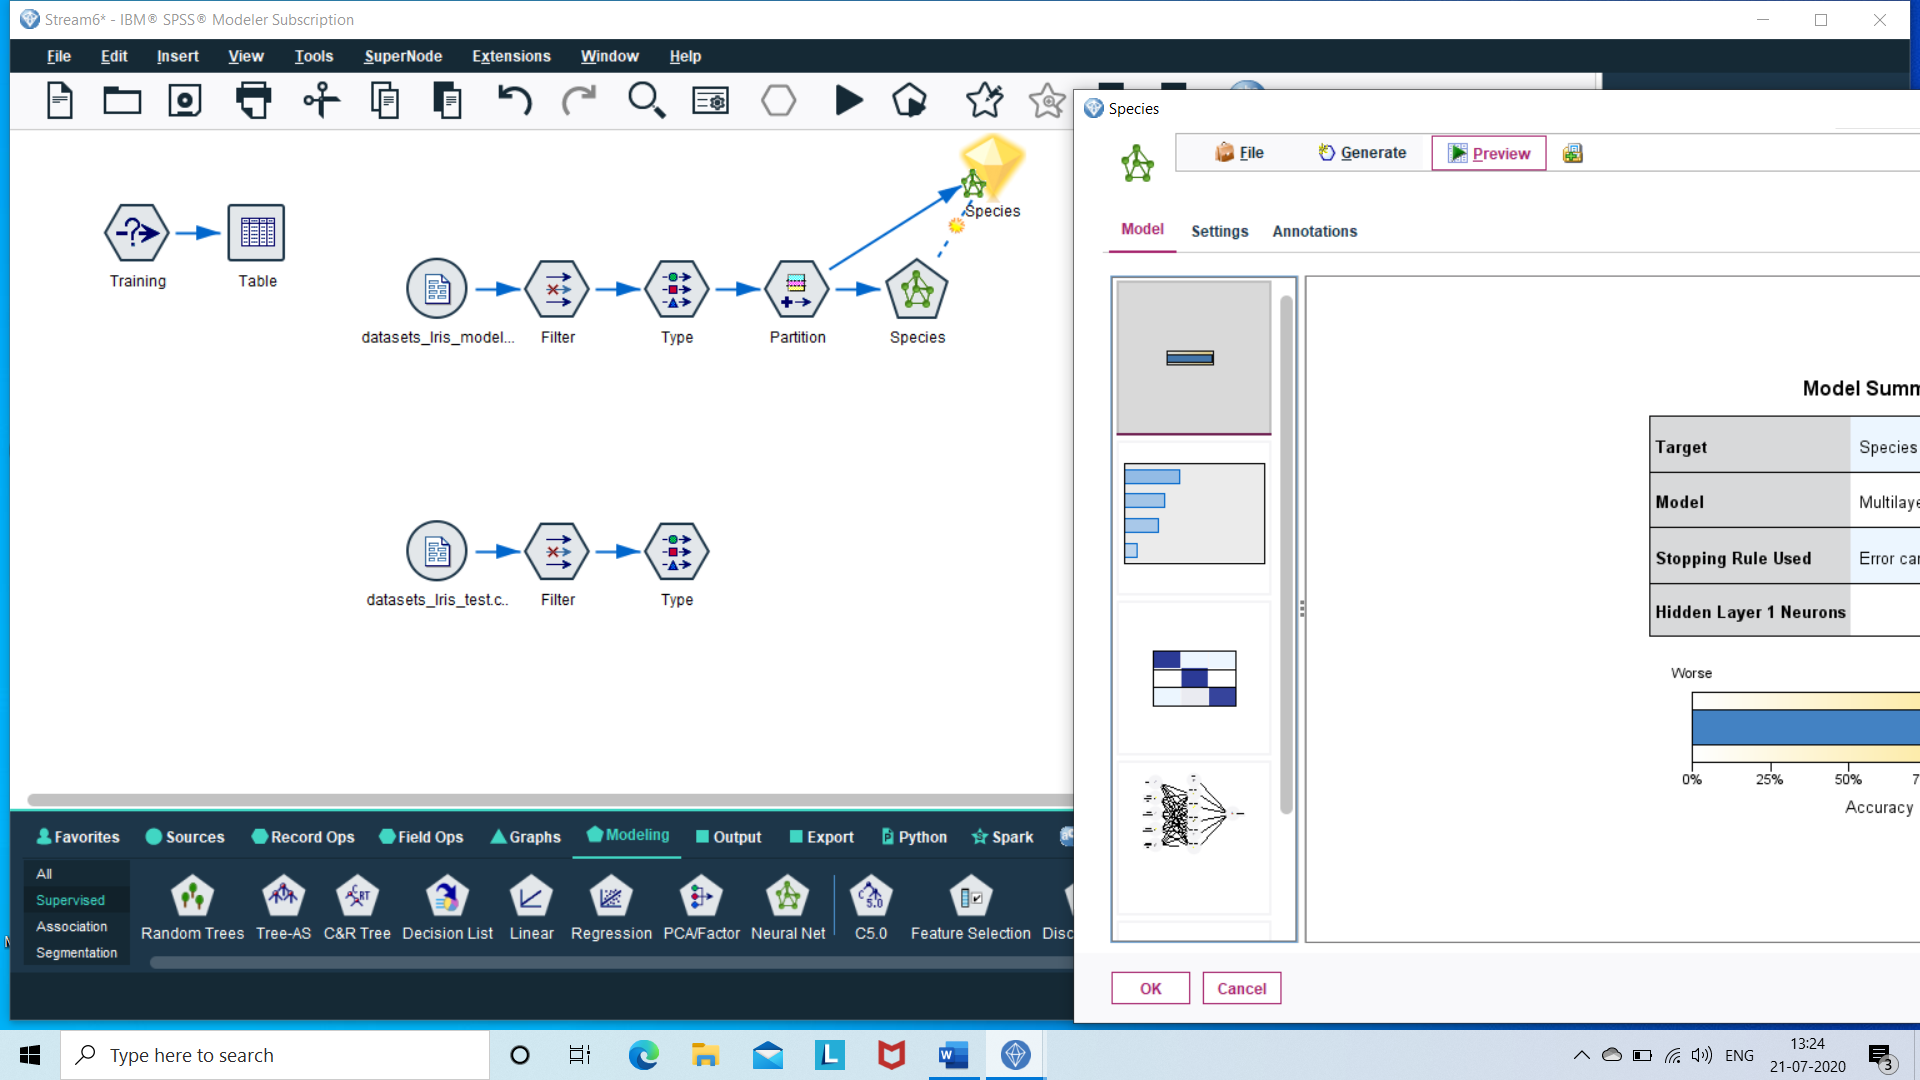 Stream6* - IBM® SPSS® Modeler Subscription
File Edit Insert View Tools SuperNode Extensions Window Help
Species
File Generate Preview
Model Settings Annotations
Species
Training
Table
datasets_Iris_model...
Filter
Type
Partition
Species
datasets_Iris_test.c..
Filter
Type
Model Summ
Target Species
Model Multilaye
Stopping Rule Used Error can
Hidden Layer 1 Neurons
Worse
0% 25% 50% 7
Accuracy
Favorites Sources Record Ops Field Ops Graphs Modeling Output Export Python Spark
All
Supervised
Association
Segmentation
Random Trees Tree-AS C&R Tree Decision List Linear Regression PCA/Factor Neural Net C5.0 Feature Selection Disc
OK Cancel
Type here to search
ENG
13:24
21-07-2020
3